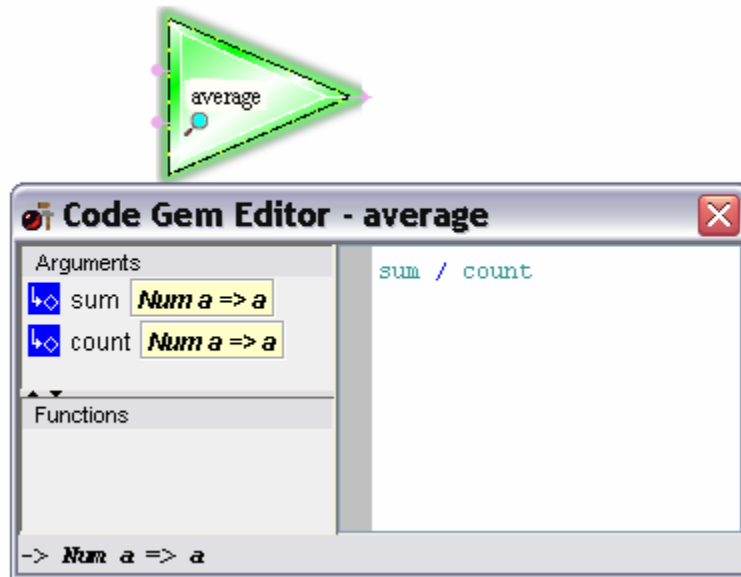 average
Code Gem Editor - average
Arguments
sum Num a => a
count Num a => a
Functions
sum / count
-> Num a => a